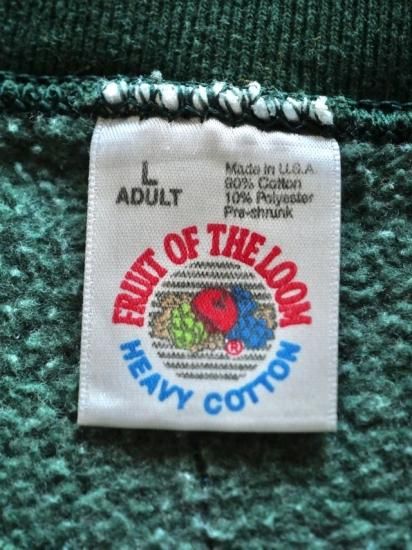 L
ADULT
Made in U.S.A.
90% Cotton
10% Polyester
Pre-shrunk
FRUIT OF THE LOOM
®
HEAVY COTTON